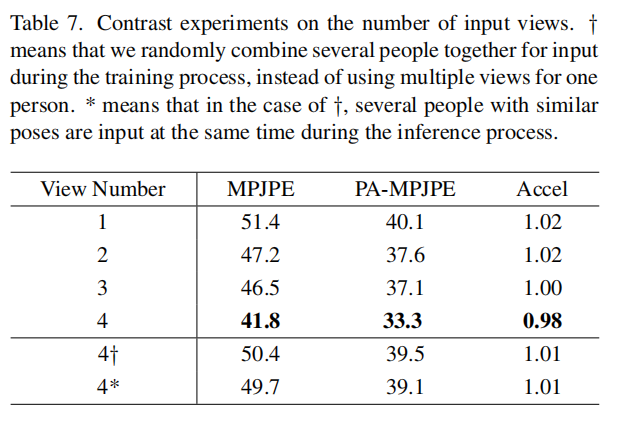 Table 7. Contrast experiments on the number of input views. †
means that we randomly combine several people together for input
during the training process, instead of using multiple views for one
person. * means that in the case of †, several people with similar
poses are input at the same time during the inference process.
View Number MPJPE PA-MPJPE Accel
1 51.4 40.1 1.02
2 47.2 37.6 1.02
3 46.5 37.1 1.00
4 41.8 33.3 0.98
4† 50.4 39.5 1.01
4* 49.7 39.1 1.01